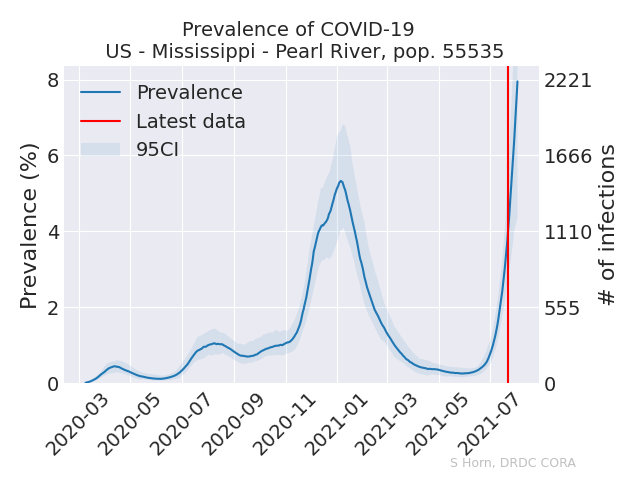 Prevalence of COVID-19
US - Mississippi - Pearl River, pop. 55535
Prevalence
Latest data
95CI
Prevalence (%)
8
6
4
2
0
2221
1666
1110
555
0
# of infections
2020-03
2020-05
2020-07
2020-09
2020-11
2021-01
2021-03
2021-05
2021-07
S Horn, DRDC CORA